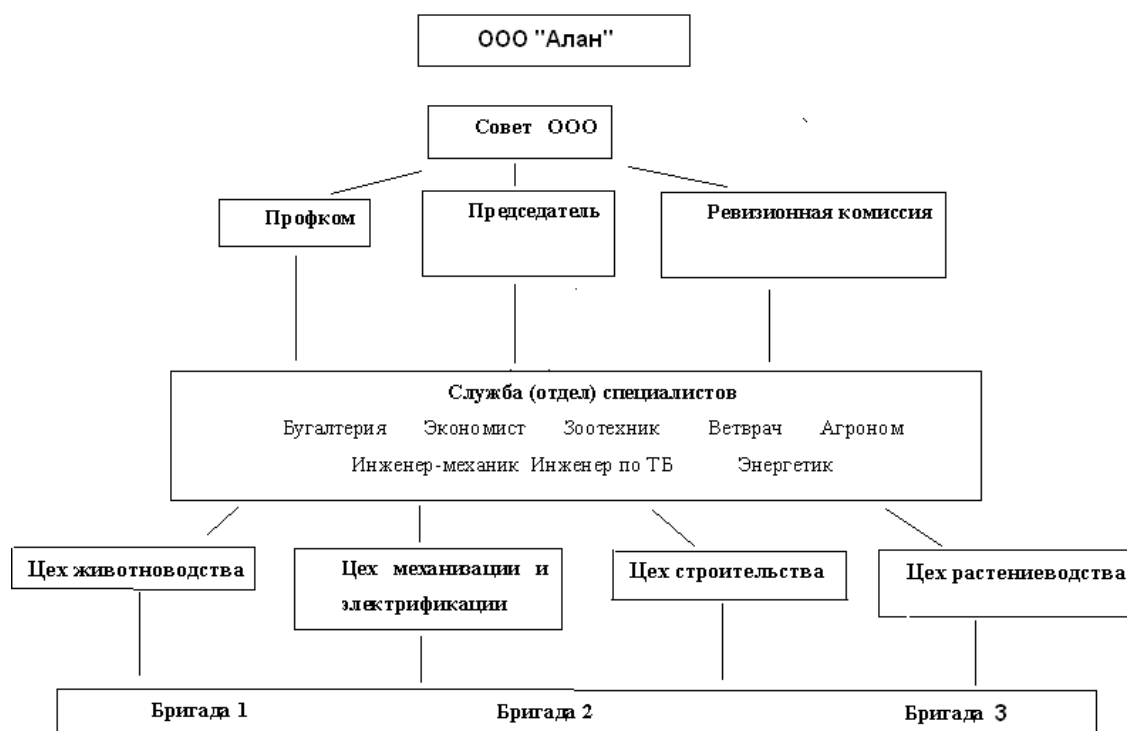 ООО "Алан"
Совет ООО
Профком
Председатель
Ревизионная комиссия
Служба (отдел) специалистов
Бугалтерия Экономист Зоотехник Ветврач Агроном
Инженер-механик Инженер по ТБ Энергетик
Цех животноводства
Цех механизации и
электрификации
Цех строительства
Цех растениеводства
Бригада 1 Бригада 2 Бригада 3